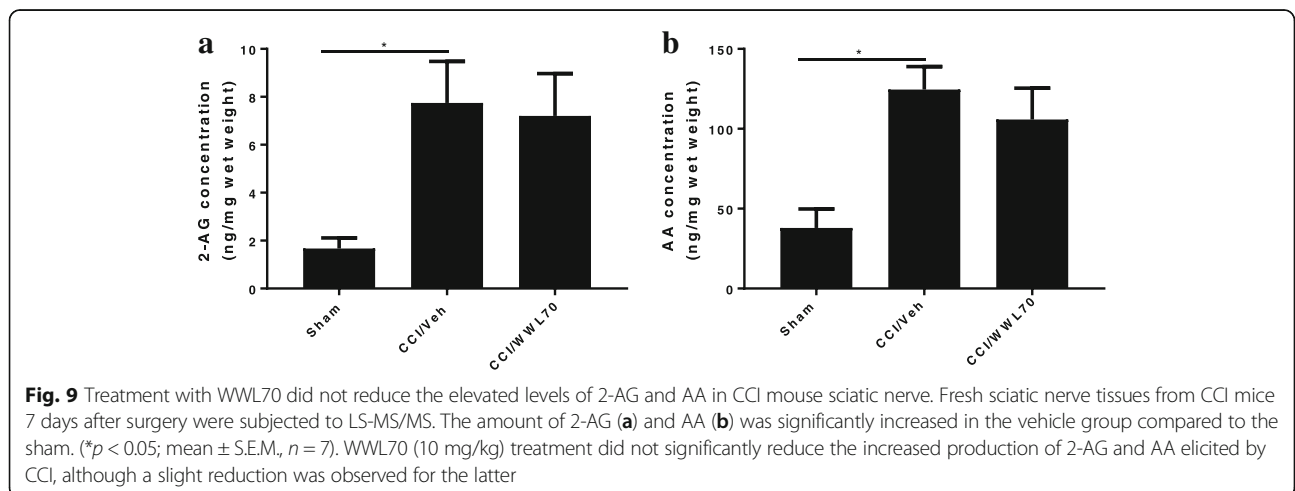 a
*
10
8
6
4
2
0
2-AG concentration
(ng/mg wet weight)
Sham
CCI/Veh
CCI/WWL70
b
*
150
100
50
0
AA concentration
(ng/mg wet weight)
Sham
CCI/Veh
CCI/WWL70
Fig. 9 Treatment with WWL70 did not reduce the elevated levels of 2-AG and AA in CCI mouse sciatic nerve. Fresh sciatic nerve tissues from CCI mice
7 days after surgery were subjected to LS-MS/MS. The amount of 2-AG (a) and AA (b) was significantly increased in the vehicle group compared to the
sham. (*p < 0.05; mean ± S.E.M., n = 7). WWL70 (10 mg/kg) treatment did not significantly reduce the increased production of 2-AG and AA elicited by
CCI, although a slight reduction was observed for the latter